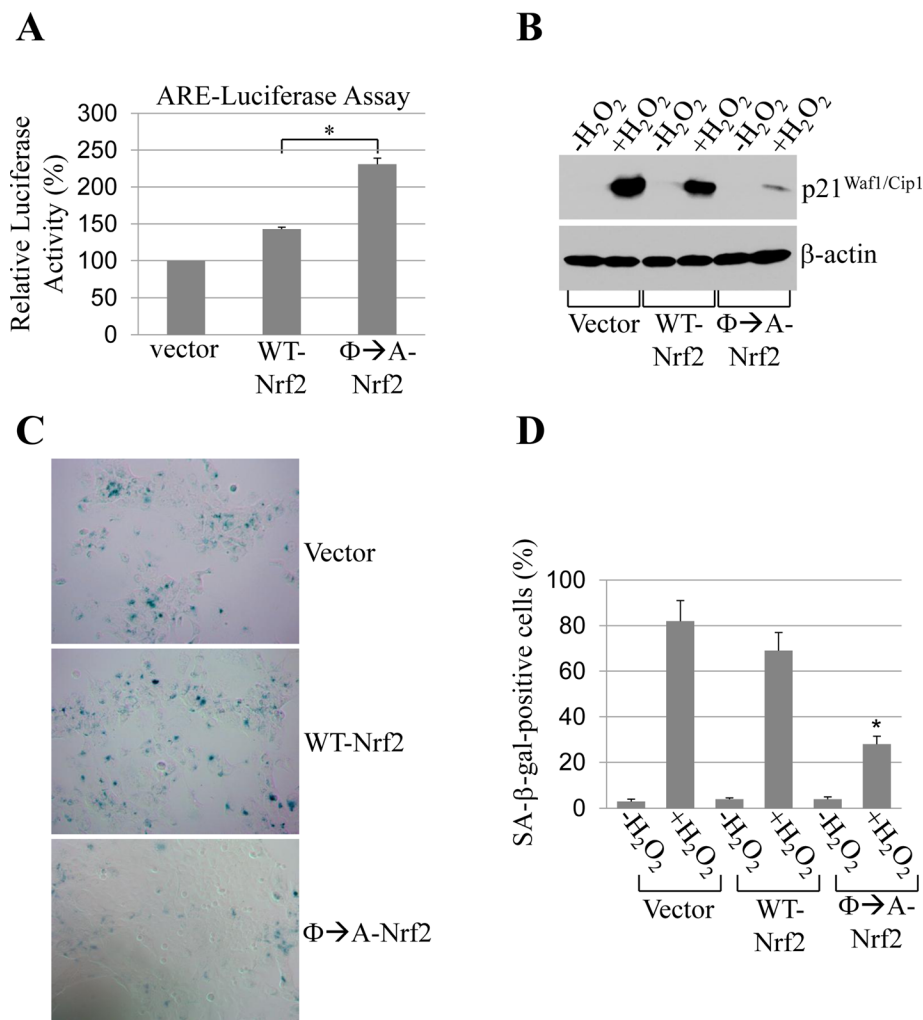 A
ARE-Luciferase Assay
Relative Luciferase
Activity (%)
300
250
200
150
100
50
0
*
vector
WT-
Nrf2
Φ→A-
Nrf2
B
-H₂O₂
+H₂O₂
-H₂O₂
+H₂O₂
-H₂O₂
+H₂O₂
p21Waf1/Cip1
β-actin
Vector
WT-
Nrf2
Φ→A-
Nrf2
C
Vector
WT-Nrf2
Φ→A-Nrf2
D
SA-β-gal-positive cells (%)
100
80
60
40
20
0
*
-H₂O₂
+H₂O₂
-H₂O₂
+H₂O₂
-H₂O₂
+H₂O₂
Vector
WT-
Nrf2
Φ→A-
Nrf2